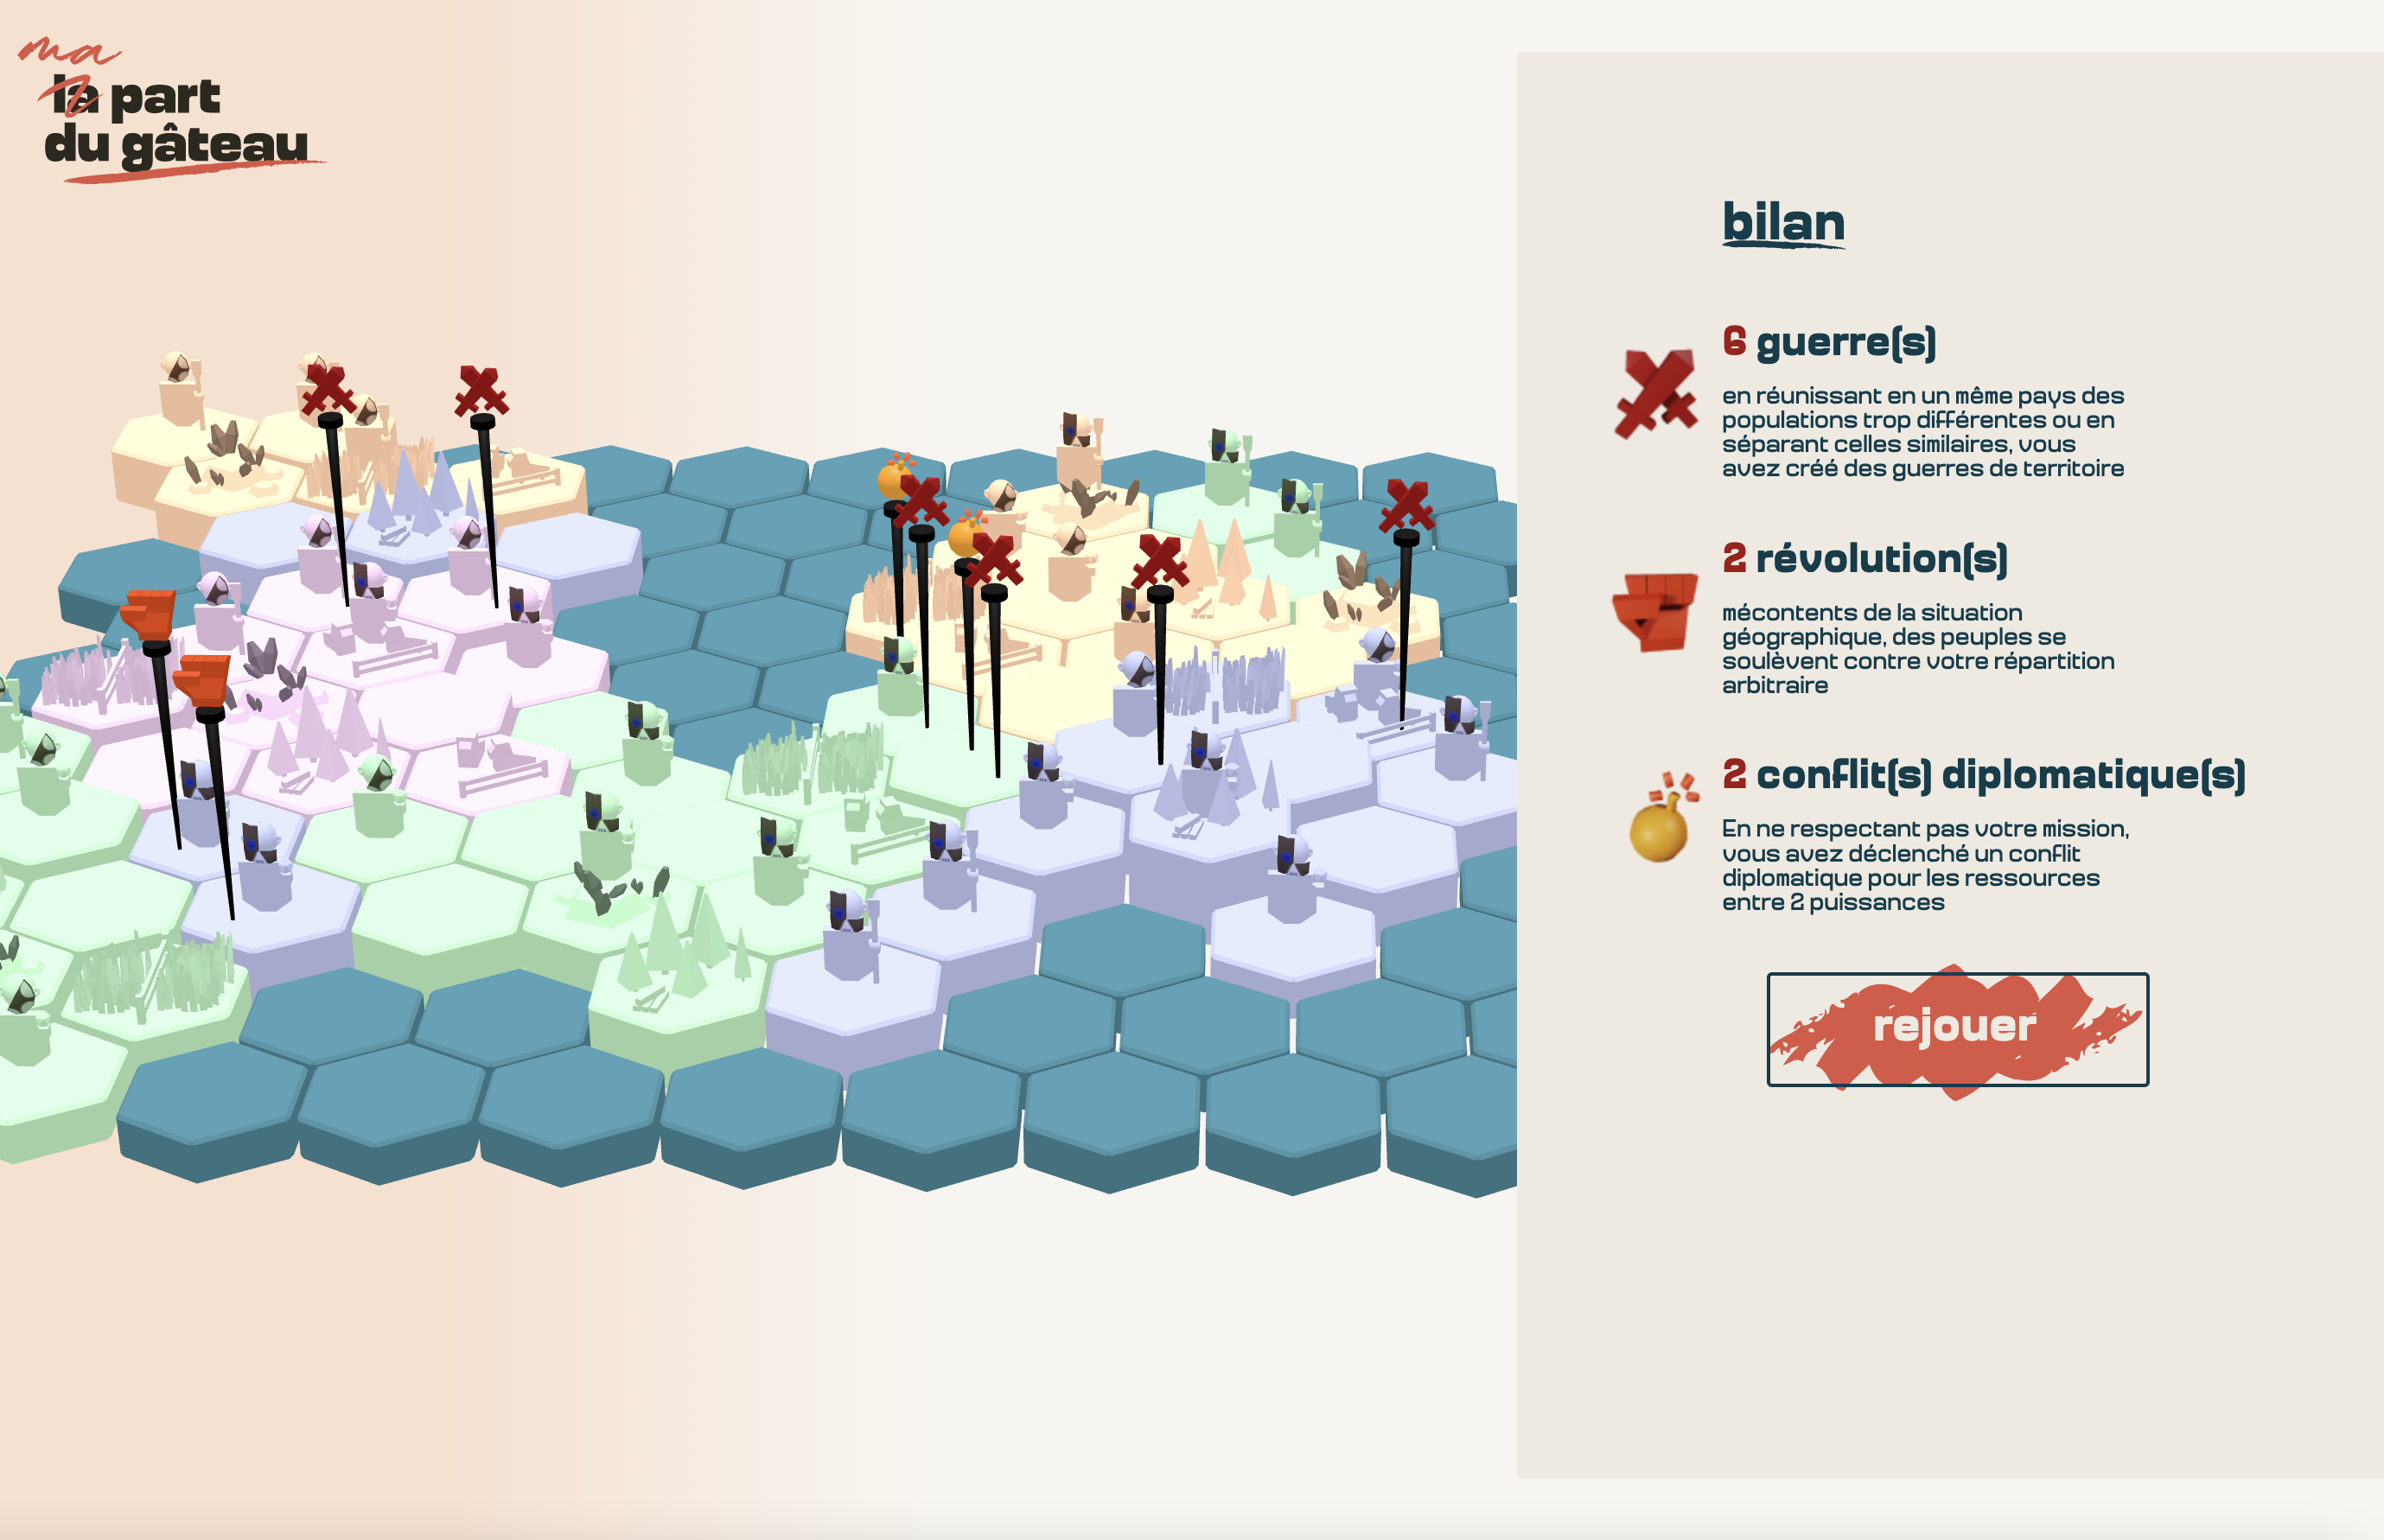 ma
la part
du gâteau
bilan
6 guerre(s)
en réunissant en un même pays des
populations trop différentes ou en
séparant celles similaires, vous
avez créé des guerres de territoire
2 révolution(s)
mécontents de la situation
géographique, des peuples se
soulèvent contre votre répartition
arbitraire
2 conflit(s) diplomatique(s)
En ne respectant pas votre mission,
vous avez déclenché un conflit
diplomatique pour les ressources
entre 2 puissances
rejouer